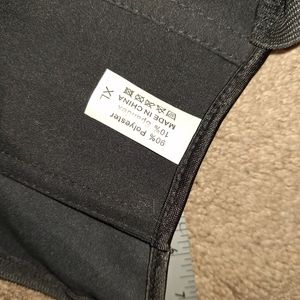 90% Polyester
10% Spandex
MADE IN CHINA
XL